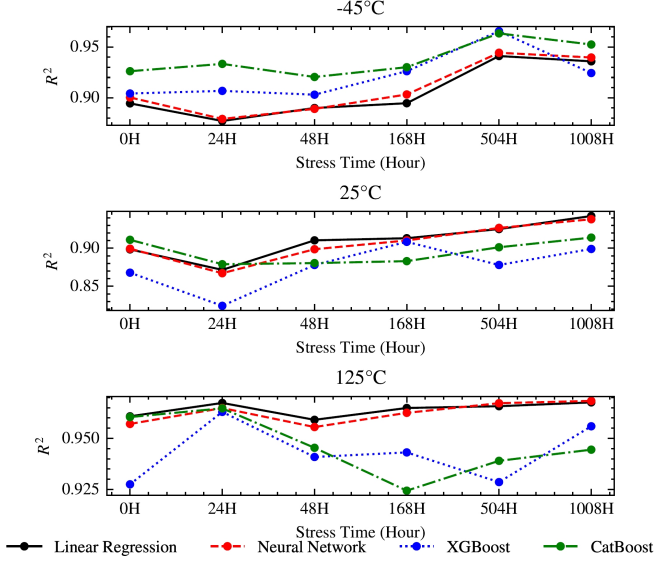 -45°C
R²
0.95
0.90
0H 24H 48H 168H 504H 1008H
Stress Time (Hour)
25°C
R²
0.90
0.85
0H 24H 48H 168H 504H 1008H
Stress Time (Hour)
125°C
R²
0.950
0.925
0H 24H 48H 168H 504H 1008H
Stress Time (Hour)
Linear Regression Neural Network XGBoost CatBoost